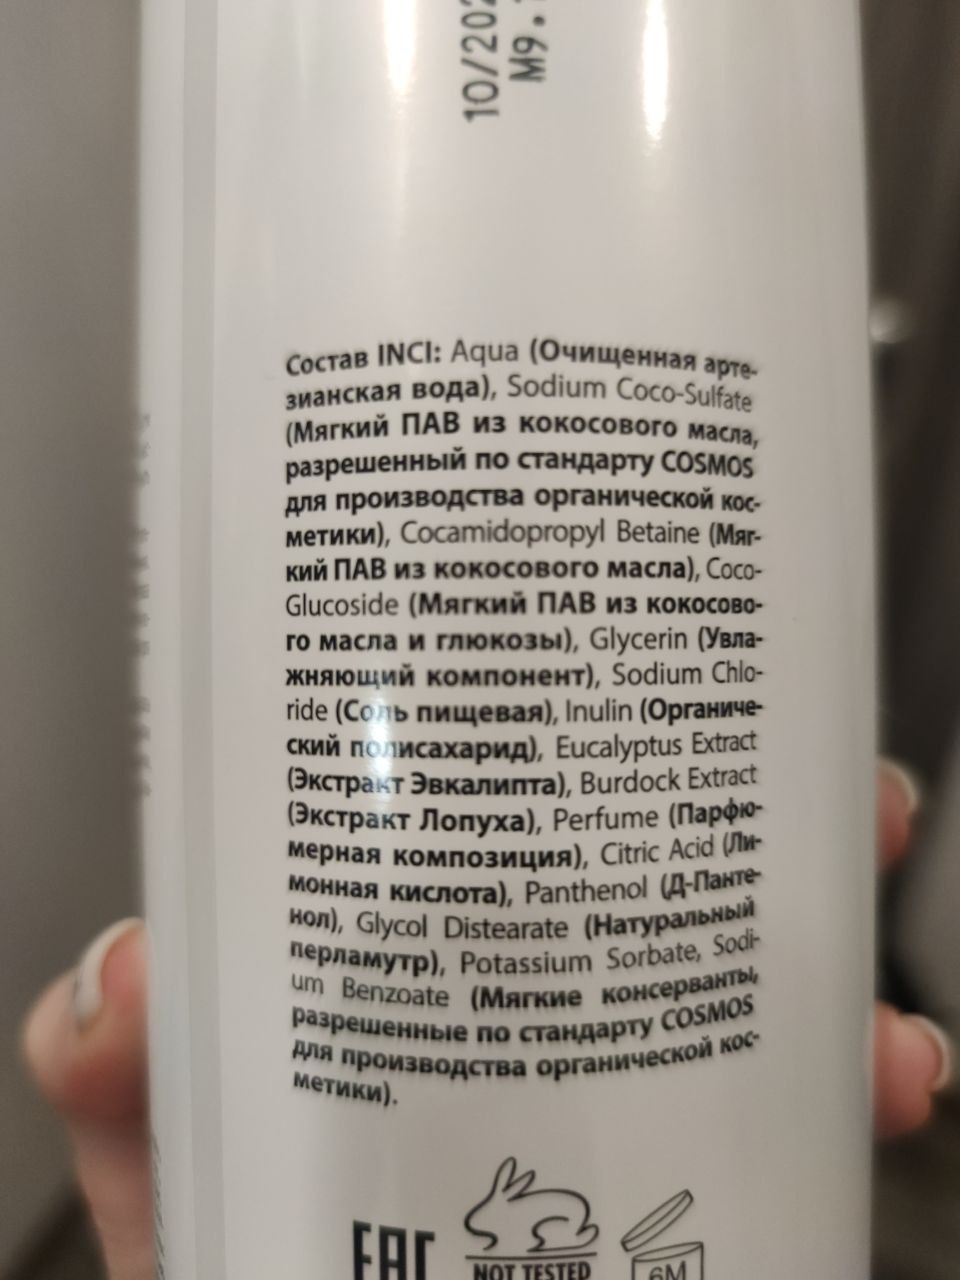 10/202
M9.
Состав INCI: Aqua (Очищенная арте-
зианская вода), Sodium Coco-Sulfate
(Мягкий ПАВ из кокосового масла,
разрешенный по стандарту COSMOS
для производства органической кос-
метики), Cocamidopropyl Betaine (Мяг-
кий ПАВ из кокосового масла), Coco-
Glucoside (Мягкий ПАВ из кокосово-
го масла и глюкозы), Glycerin (Увла-
жняющий компонент), Sodium Chlo-
ride (Соль пищевая), Inulin (Органиче-
ский полисахарид), Eucalyptus Extract
(Экстракт Эвкалипта), Burdock Extract
(Экстракт Лопуха), Perfume (Парфю-
мерная композиция), Citric Acid (Ли-
монная кислота), Panthenol (Д-Панте-
нол), Glycol Distearate (Натуральный
перламутр), Potassium Sorbate, Sodi-
um Benzoate (Мягкие консерванты,
разрешенные по стандарту COSMOS
для производства органической кос-
метики).
EAC
NOT TESTED
6M